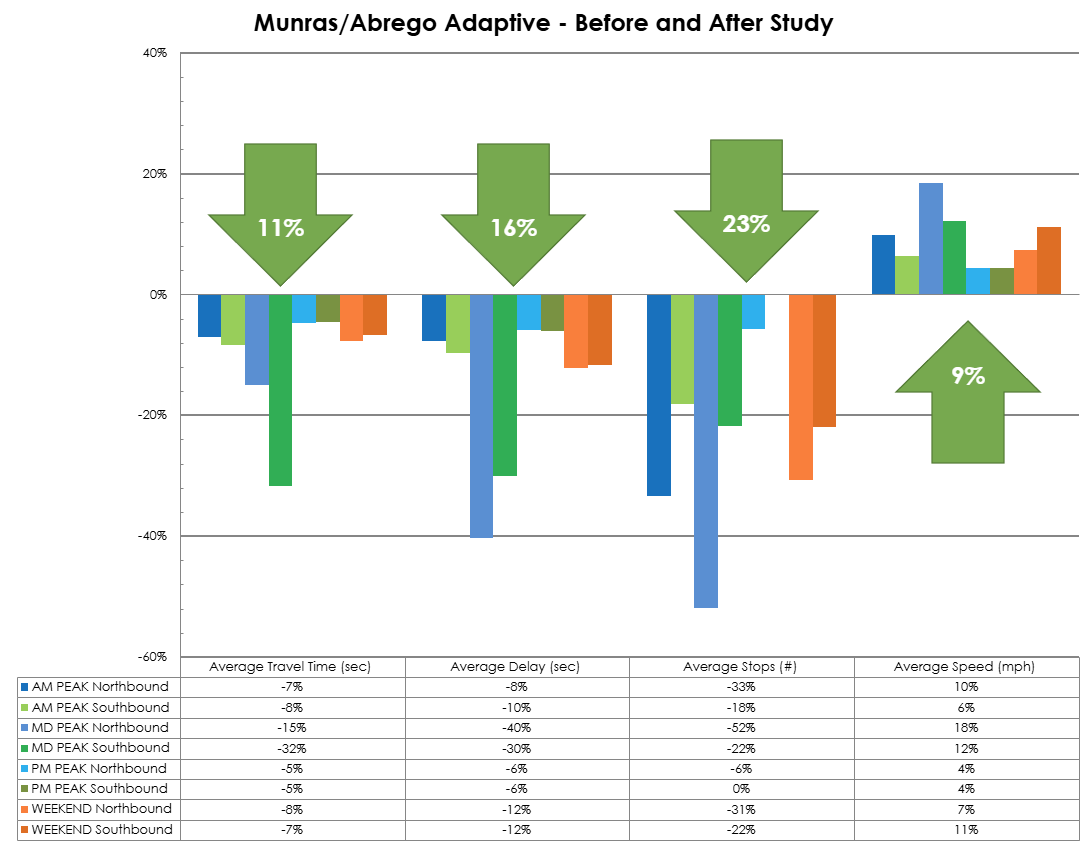 Munras/Abrego Adaptive - Before and After Study
40%
20%
0%
-20%
-40%
-60%
11%
16%
23%
9%
Average Travel Time (sec) Average Delay (sec) Average Stops (#) Average Speed (mph)
AM PEAK Northbound -7% -8% -33% 10%
AM PEAK Southbound -8% -10% -18% 6%
MD PEAK Northbound -15% -40% -52% 18%
MD PEAK Southbound -32% -30% -22% 12%
PM PEAK Northbound -5% -6% -6% 4%
PM PEAK Southbound -5% -6% 0% 4%
WEEKEND Northbound -8% -12% -31% 7%
WEEKEND Southbound -7% -12% -22% 11%